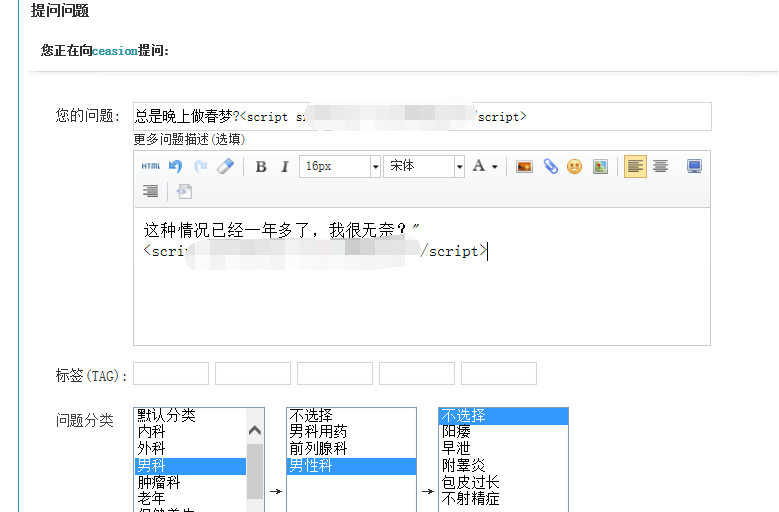 提问问题
您正在向ceasion提问:
您的问题: 总是晚上做春梦?<script /script>
更多问题描述(选填)
HTML B I 16px 宋体 A
这种情况已经一年多了，我很无奈？"
<scrip /script>
标签(TAG):
问题分类 默认分类 不选择 不选择
内科 男科用药 阳痿
外科 前列腺科 早泄
男科 男性科 附睾炎
肿瘤科 包皮过长
老年 → → 不射精症